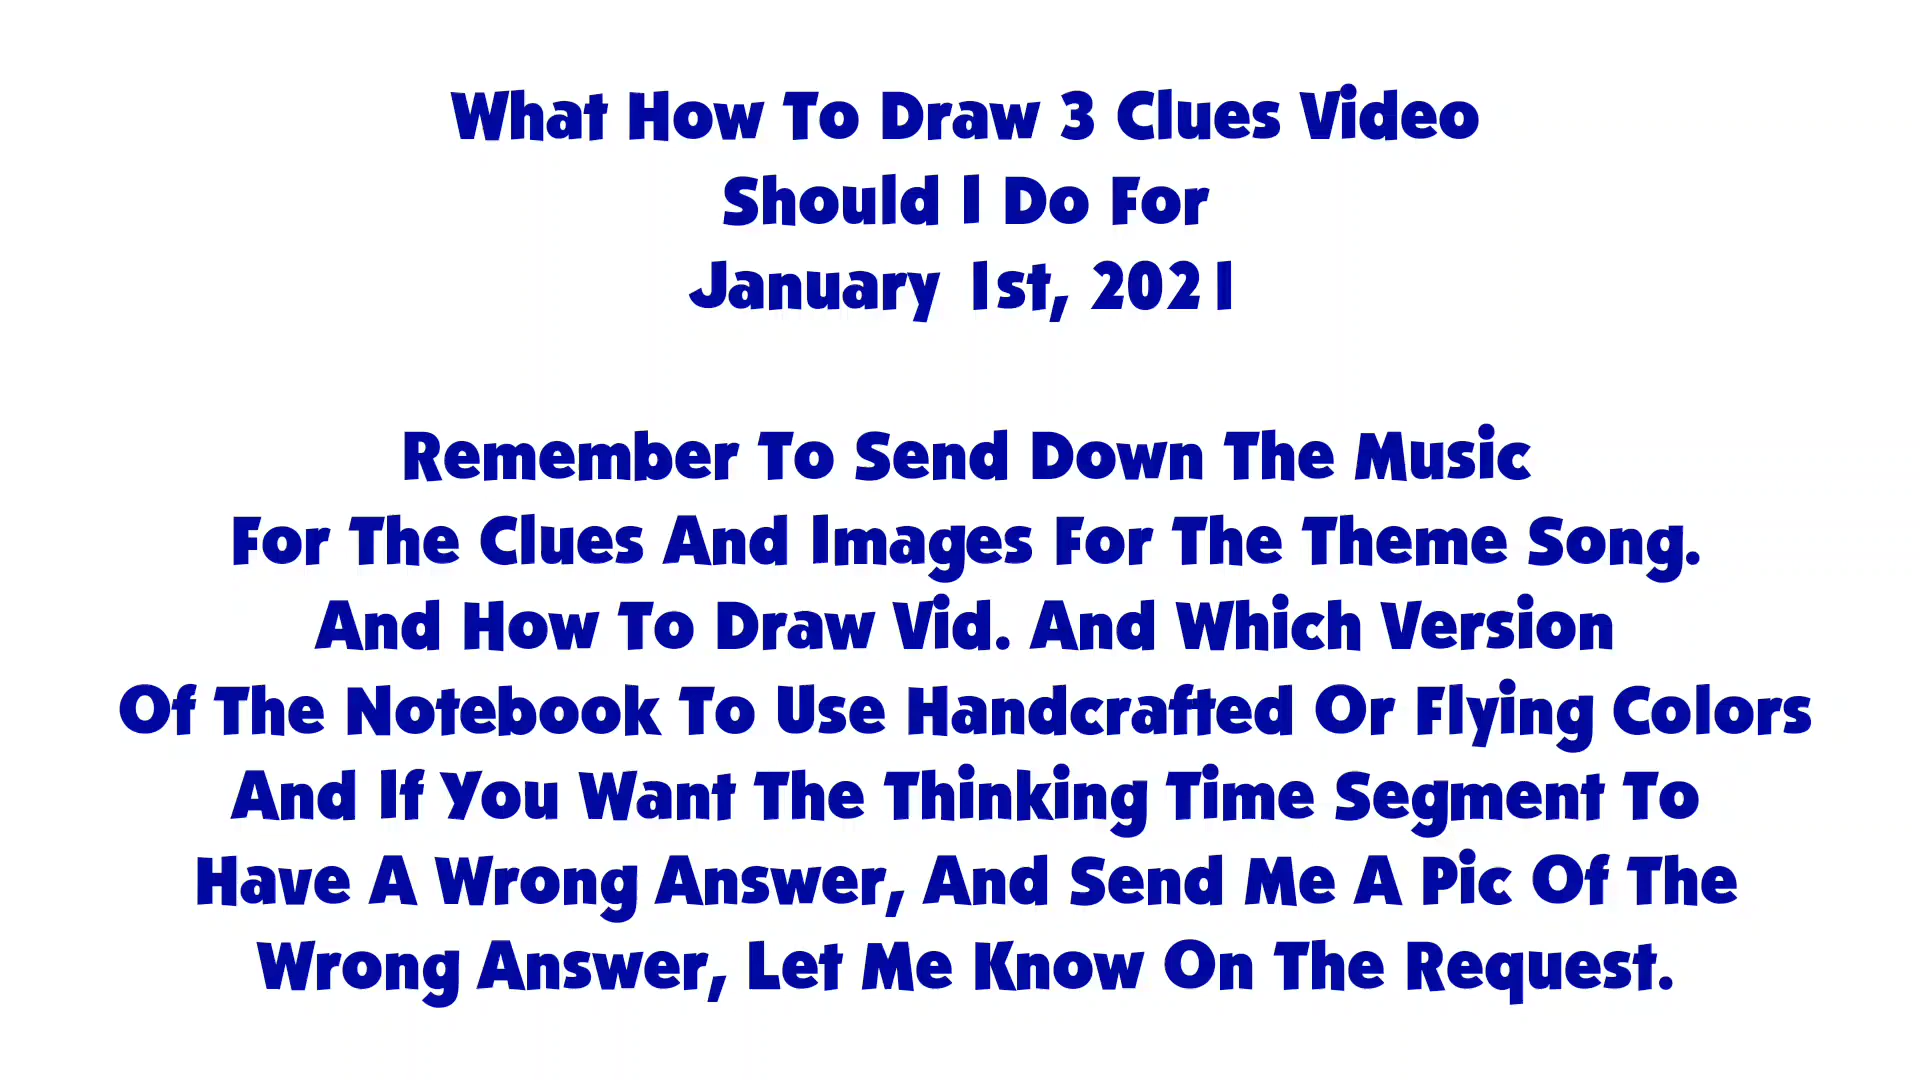 What How To Draw 3 Clues Video
Should I Do For
January 1st, 2021
Remember To Send Down The Music
For The Clues And Images For The Theme Song.
And How To Draw Vid. And Which Version
Of The Notebook To Use Handcrafted Or Flying Colors
And If You Want The Thinking Time Segment To
Have A Wrong Answer, And Send Me A Pic Of The
Wrong Answer, Let Me Know On The Request.